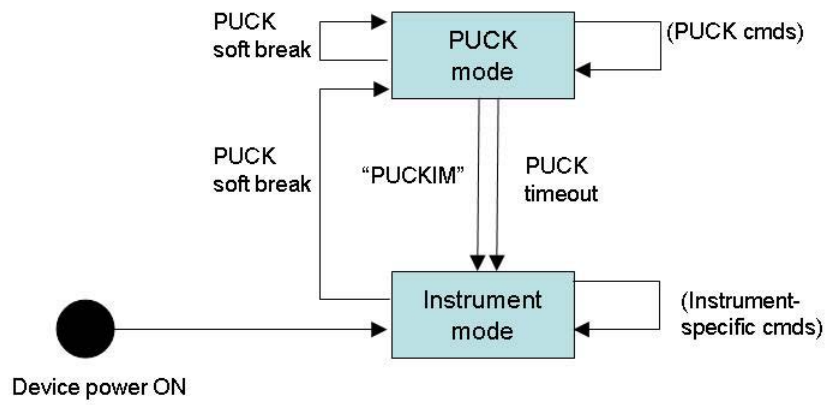 PUCK
soft break
PUCK
mode
(PUCK cmds)
PUCK
soft break
“PUCKIM”
PUCK
timeout
Instrument
mode
(Instrument-
specific cmds)
Device power ON